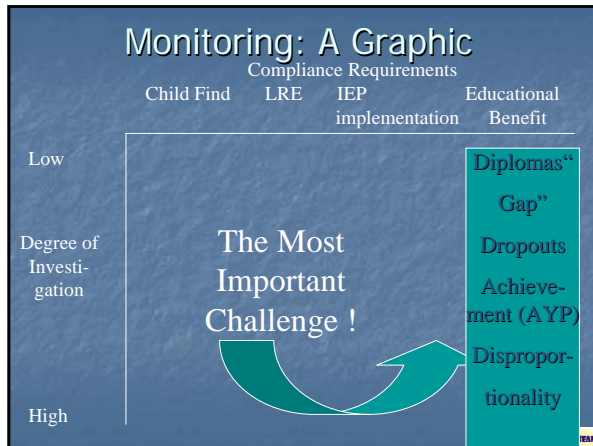 Monitoring: A Graphic
Compliance Requirements
Child Find LRE IEP Educational
implementation Benefit
Low
Degree of
Investi-
gation
High
The Most
Important
Challenge !
Diplomas“
Gap”
Dropouts
Achieve-
ment (AYP)
Dispropor-
tionality